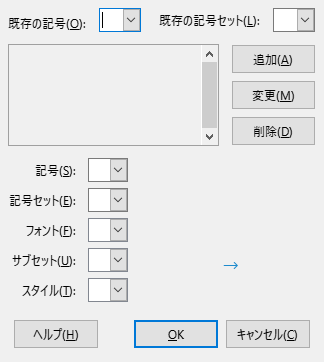 既存の記号(O): 既存の記号セット(L):
追加(A)
変更(M)
削除(D)
記号(S):
記号セット(E):
フォント(F):
サブセット(U):
スタイル(T):
→
ヘルプ(H) OK キャンセル(C)